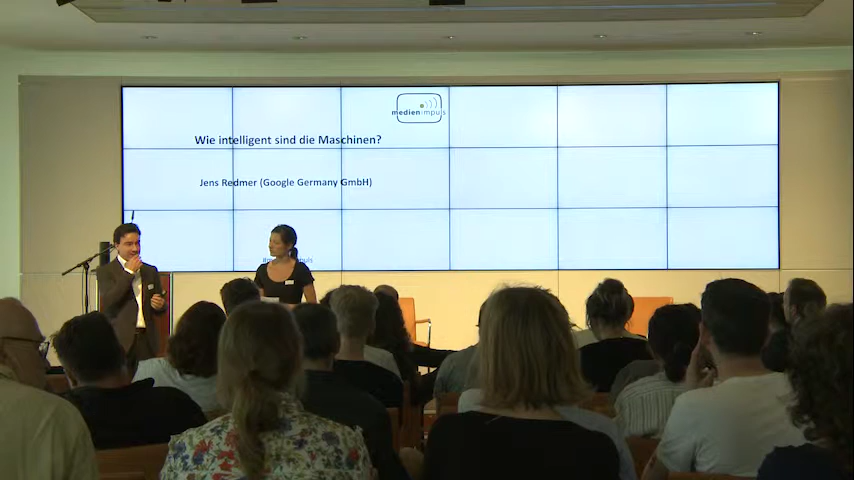 medienimpuls
Wie intelligent sind die Maschinen?
Jens Redmer (Google Germany GmbH)